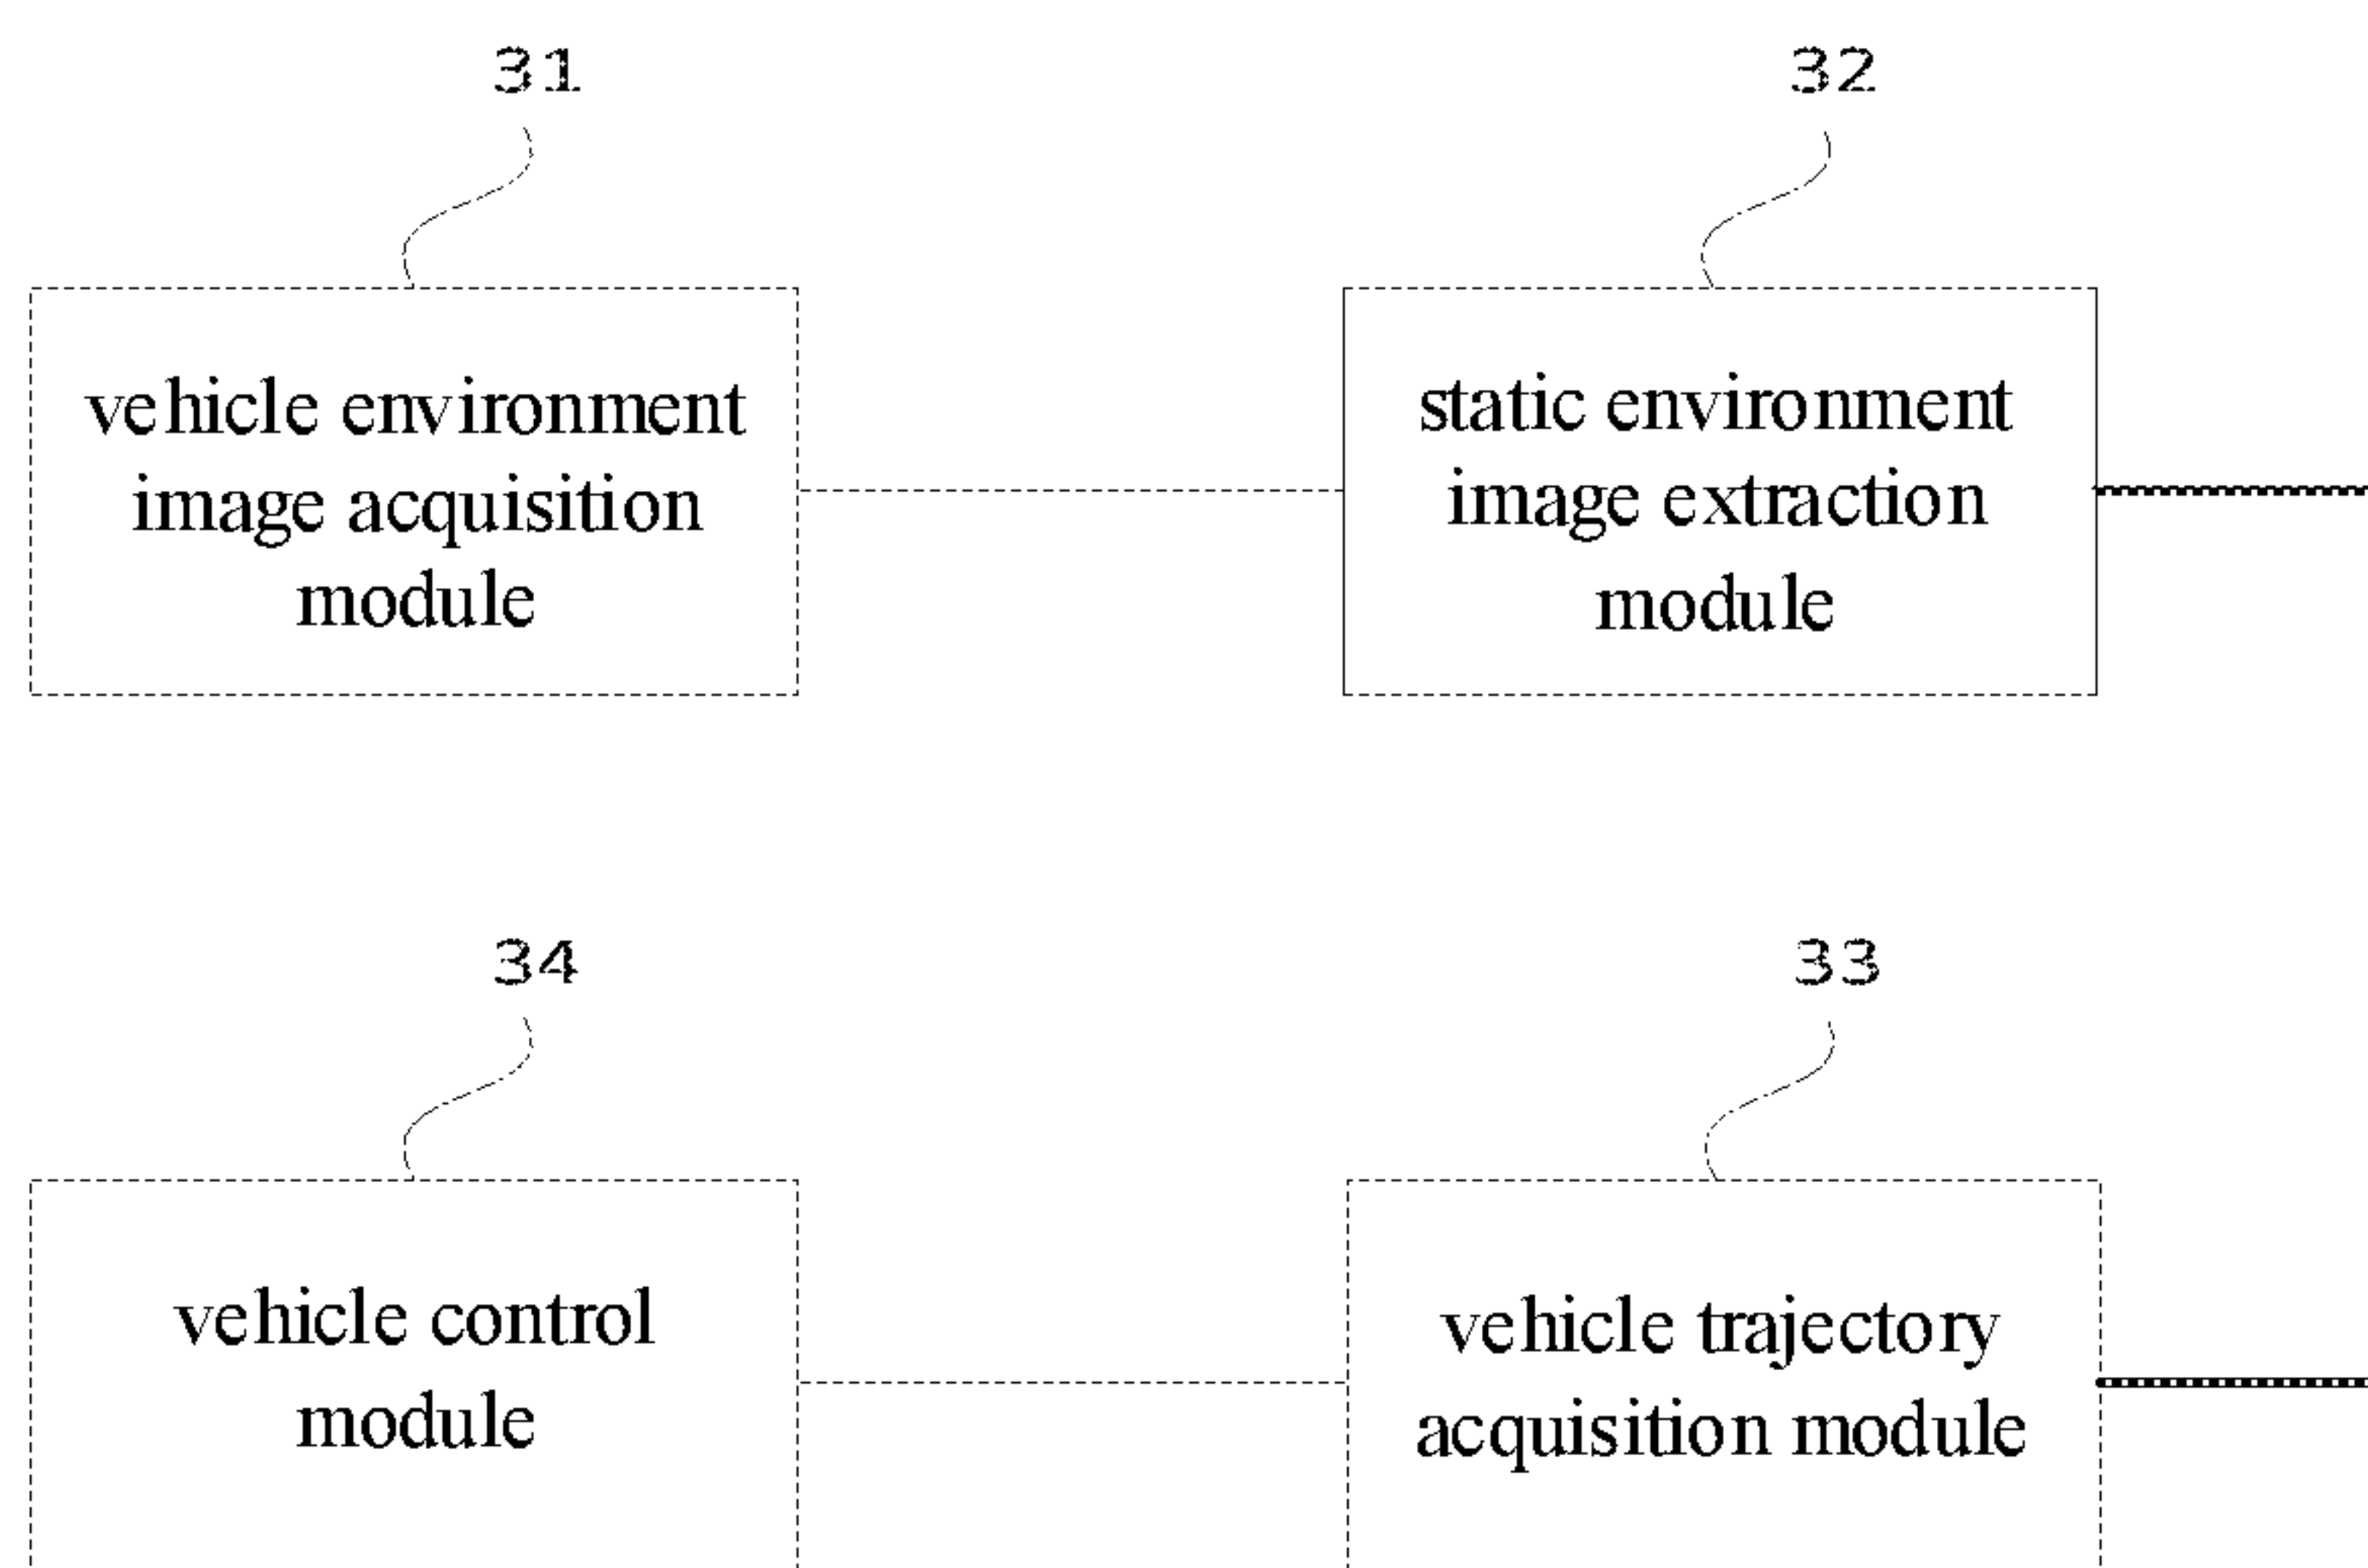 31
32
vehicle environment
image acquisition
module
static environment
image extraction
module
34
33
vehicle control
module
vehicle trajectory
acquisition module